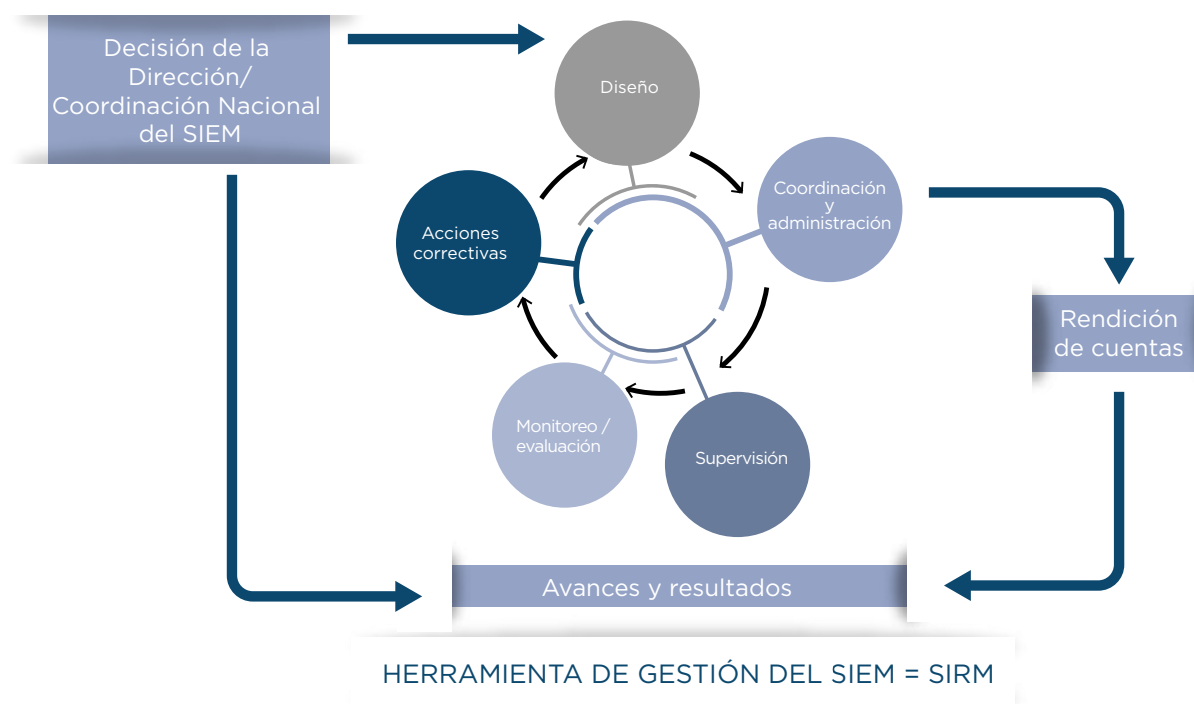 Decisión de la
Dirección/
Coordinación Nacional
del SIEM
Diseño
Coordinación
y
administración
Acciones
correctivas
Rendición
de cuentas
Monitoreo /
evaluación
Supervisión
Avances y resultados
HERRAMIENTA DE GESTIÓN DEL SIEM = SIRM